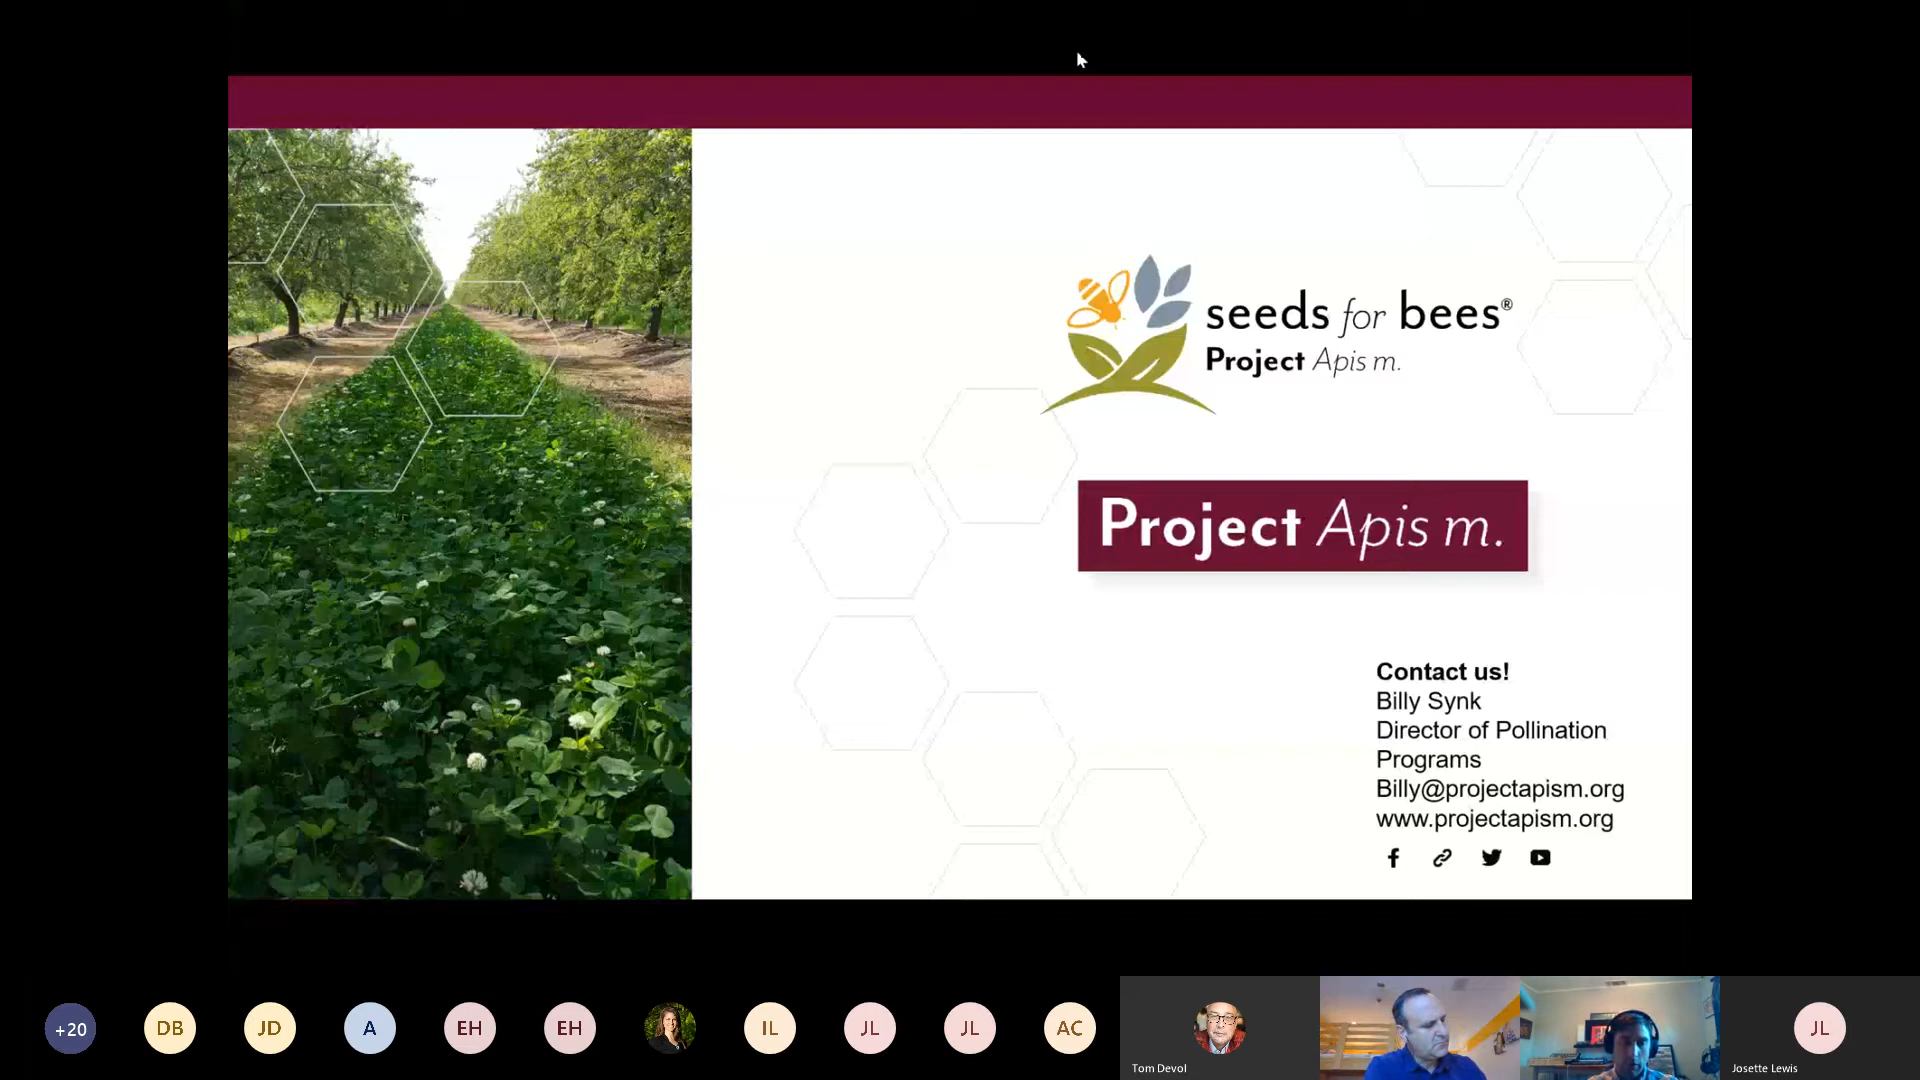 seeds for bees®
Project Apis m.
Project Apis m.
Contact us!
Billy Synk
Director of Pollination
Programs
Billy@projectapism.org
www.projectapism.org
+20
DB
JD
A
EH
EH
IL
JL
JL
AC
Tom Devol
JL
Josette Lewis